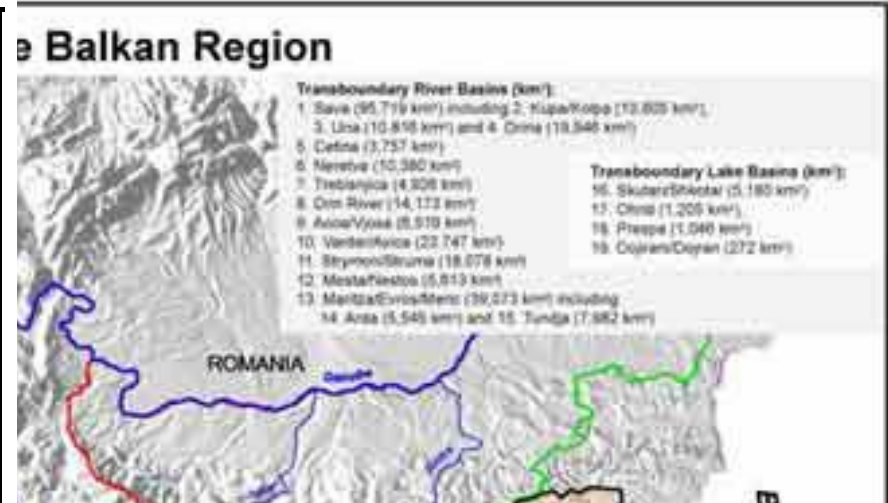 e Balkan Region
Transboundary River Basins (km²):
1. Sava (95,719 km²) including 2. Kupa/Kolpa (10,605 km²),
3. Una (10,816 km²) and 4. Drina (19,946 km²)
5. Cetina (3,757 km²)
6. Neretva (10,380 km²)
7. Trebisnjica (4,926 km²)
8. Drin River (14,173 km²)
9. Aoos/Vjosa (6,519 km²)
10. Vardar/Axios (23,747 km²)
11. Strymon/Struma (18,078 km²)
12. Mesta/Nestos (5,613 km²)
13. Maritza/Evros/Meric (39,073 km²) including
14. Arda (5,545 km²) and 15. Tundja (7,982 km²)
Transboundary Lake Basins (km²):
16. Skutari/Shkodar (5,180 km²)
17. Ohrid (1,205 km²),
18. Prespa (1,046 km²)
19. Dojrani/Doyran (272 km²)
ROMANIA
Danube